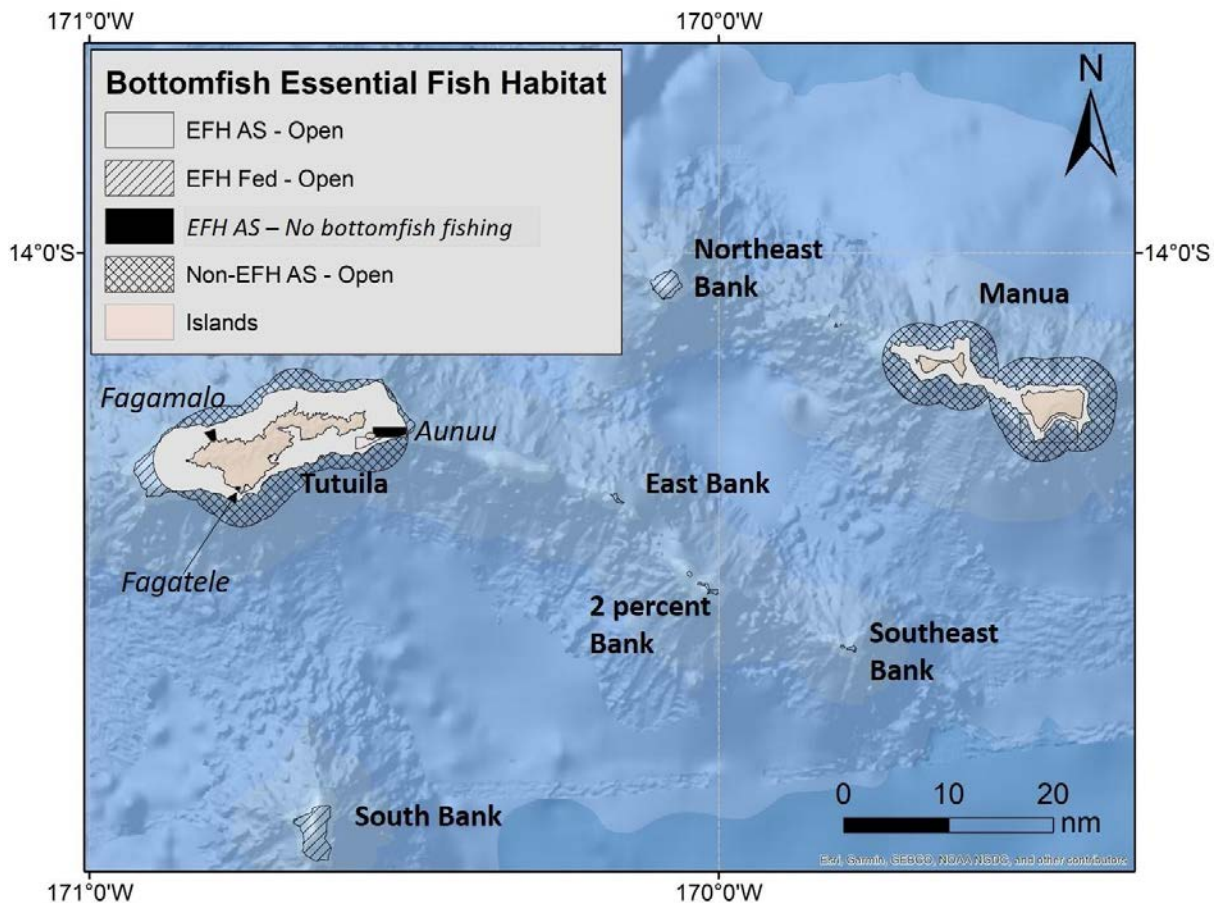 171°0'W
170°0'W
Bottomfish Essential Fish Habitat
EFH AS - Open
EFH Fed - Open
EFH AS – No bottomfish fishing
Non-EFH AS - Open
Islands
N
14°0'S
14°0'S
Northeast
Bank
Manua
Fagamalo
Aunuu
Tutuila
East Bank
Fagatele
2 percent
Bank
Southeast
Bank
South Bank
0
10
20
nm
Esri, Garmin, GEBCO, NOAA NGDC, and other contributors
171°0'W
170°0'W